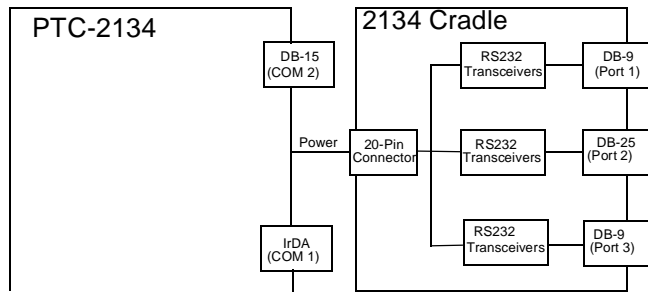 PTC-2134
DB-15
(COM 2)
Power
IrDA
(COM 1)
2134 Cradle
20-Pin
Connector
RS232
Transceivers
DB-9
(Port 1)
RS232
Transceivers
DB-25
(Port 2)
RS232
Transceivers
DB-9
(Port 3)